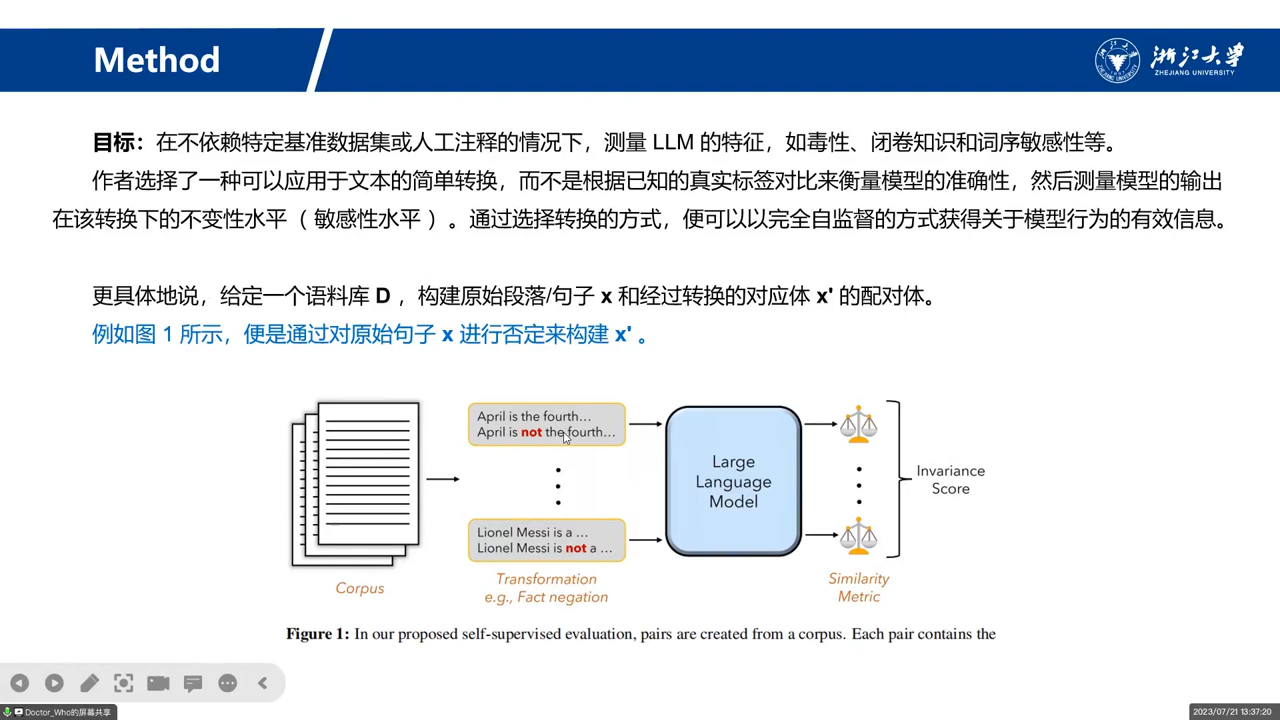 Method
浙江大学
ZHEJIANG UNIVERSITY
目标：在不依赖特定基准数据集或人工注释的情况下，测量 LLM 的特征，如毒性、闭卷知识和词序敏感性等。
作者选择了一种可以应用于文本的简单转换，而不是根据已知的真实标签对比来衡量模型的准确性，然后测量模型的输出
在该转换下的不变性水平（ 敏感性水平 ）。通过选择转换的方式，便可以以完全自监督的方式获得关于模型行为的有效信息。
更具体地说，给定一个语料库 D ，构建原始段落/句子 x 和经过转换的对应体 x' 的配对体。
例如图 1 所示，便是通过对原始句子 x 进行否定来构建 x' 。
April is the fourth...
April is not the fourth...
Lionel Messi is a ...
Lionel Messi is not a ...
Large
Language
Model
Invariance
Score
Corpus
Transformation
e.g., Fact negation
Similarity
Metric
Figure 1: In our proposed self-supervised evaluation, pairs are created from a corpus. Each pair contains the
Doctor_Who的屏幕共享
2023/07/21 13:37:20